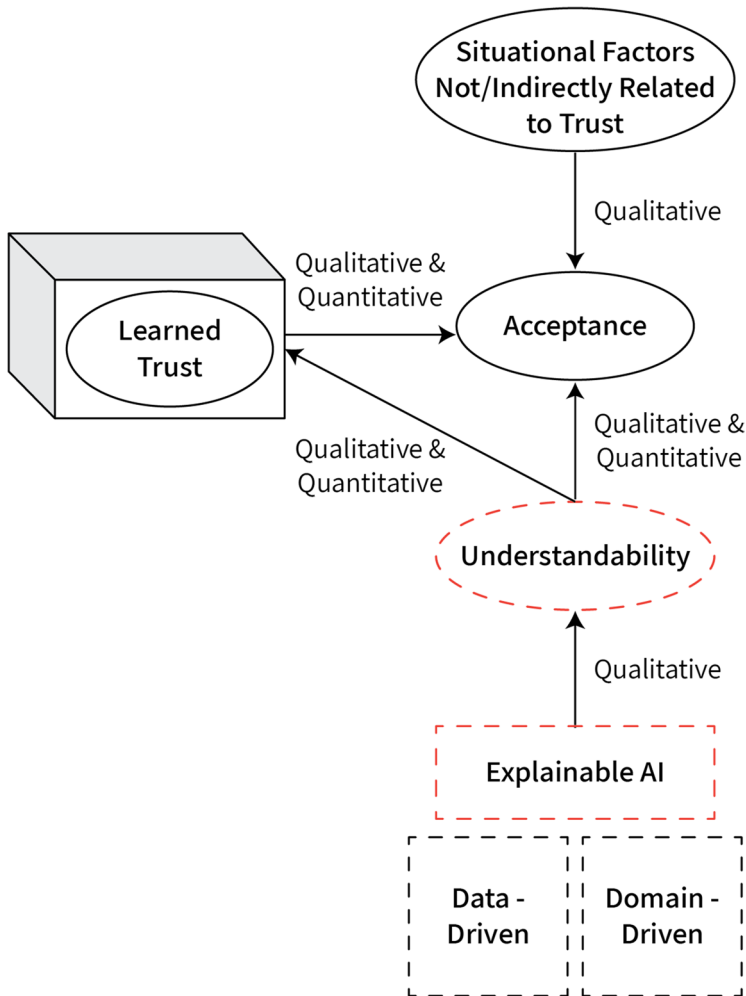 Situational Factors
Not/Indirectly Related
to Trust
Qualitative
Qualitative &
Quantitative
Learned
Trust
Acceptance
Qualitative &
Quantitative
Qualitative &
Quantitative
Understandability
Qualitative
Explainable AI
Data -
Driven
Domain -
Driven